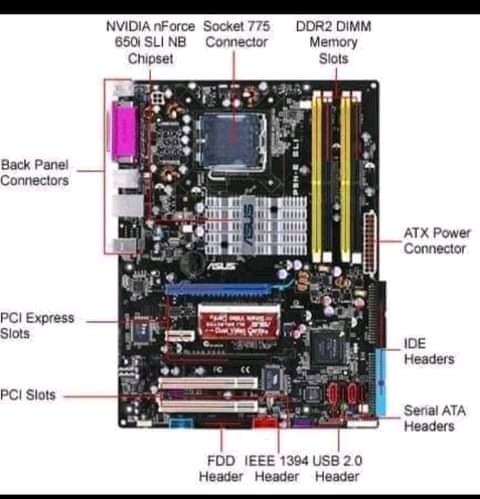 NVIDIA nForce
650i SLI NB
Chipset
Socket 775
Connector
DDR2 DIMM
Memory
Slots
Back Panel
Connectors
P5N-E SLI
ASUS
ASUS
ATX Power
Connector
PCI Express
Slots
IDE
Headers
PCI Slots
Serial ATA
Headers
FDD
Header
IEEE 1394
Header
USB 2.0
Header